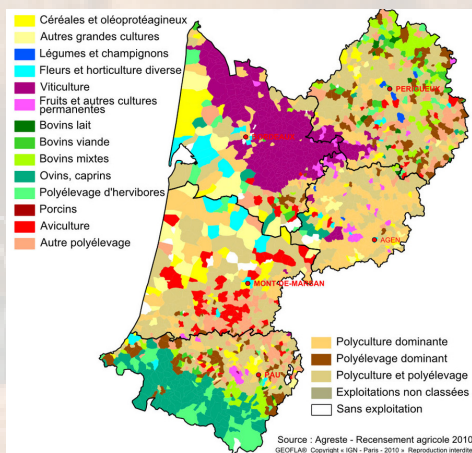 Céréales et oléoprotéagineux
Autres grandes cultures
Légumes et champignons
Fleurs et horticulture diverse
Viticulture
Fruits et autres cultures
permanentes
Bovins lait
Bovins viande
Bovins mixtes
Ovins, caprins
Polyélevage d'hervibores
Porcins
Aviculture
Autre polyélevage
PERIGUEUX
AGEN
MONT-DE-MARSAN
PAU
Polyculture dominante
Polyélevage dominant
Polyculture et polyélevage
Exploitations non classées
Sans exploitation
Source : Agreste - Recensement agricole 2010
GEOFLA® Copyright « IGN - Paris - 2010 » Reproduction interdite